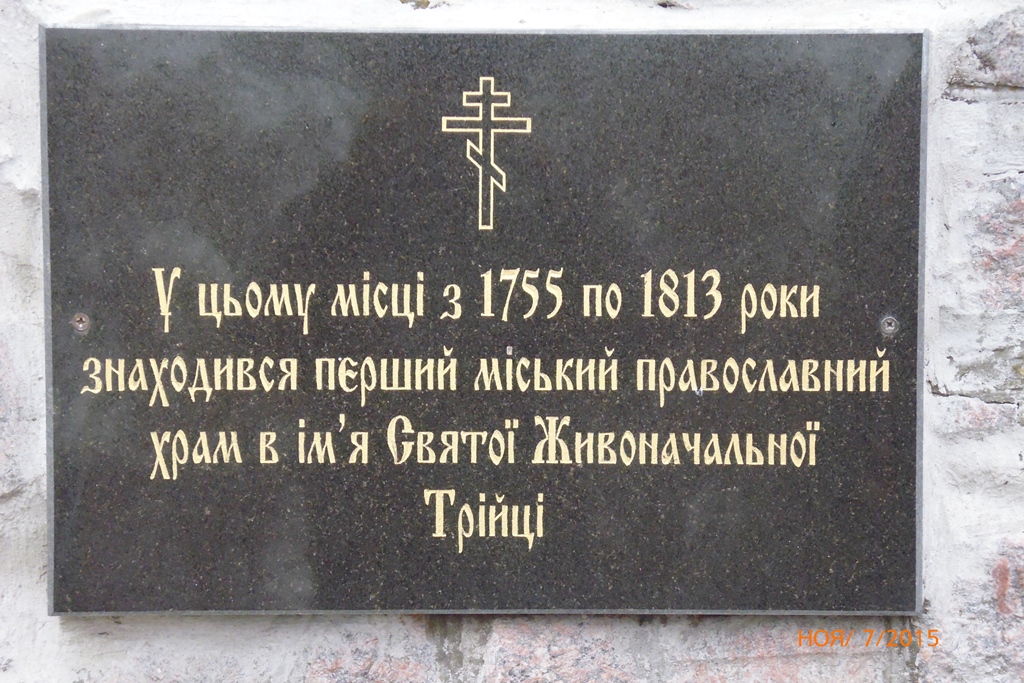 У цьому місці з 1755 по 1813 роки
знаходився перший міський православний
храм в ім'я Святої Живоначальної
Трійці
НОЯ/ 7/2015